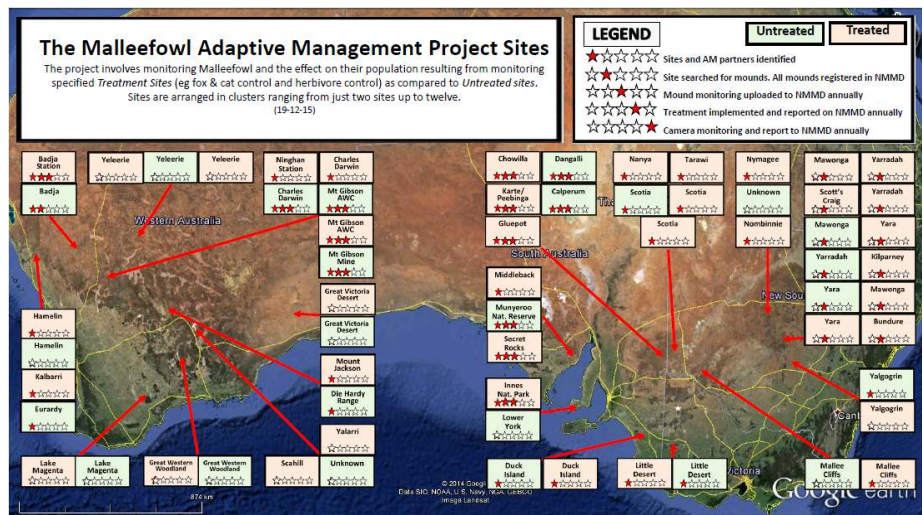 The Malleefowl Adaptive Management Project Sites
The project involves monitoring Malleefowl and the effect on their population resulting from monitoring
specified Treatment Sites (eg fox & cat control and herbivore control) as compared to Untreated sites.
Sites are arranged in clusters ranging from just two sites up to twelve.
(19-12-15)
LEGEND
Untreated
Treated
Sites and AM partners identified
Site searched for mounds. All mounds registered in NMMD
Mound monitoring uploaded to NMMD annually
Treatment implemented and reported on NMMD annually
Camera monitoring and report to NMMD annually
Badja
Station
Badja
Yeleerie
Yeleerie
Yeleerie
Ninghan
Station
Charles
Darwin
Charles
Darwin
Mt Gibson
AWC
Mt Gibson
AWC
Mt Gibson
Mine
Great Victoria
Desert
Great Victoria
Desert
Western Australia
Hamelin
Hamelin
Kalbarri
Eurardy
Mount
Jackson
Die Hardy
Range
Yalarri
Lake
Magenta
Lake
Magenta
Great Western
Woodland
Great Western
Woodland
Scahill
Unknown
874 km
Chowilla
Dangalli
Karte/
Peebinga
Calperum
Gluepot
South Australia
Middleback
Munyeroo
Nat. Reserve
Secret
Rocks
Innes
Nat. Park
Lower
York
Duck
Island
Duck
Island
Little
Desert
Little
Desert
Victoria
Nanya
Tarawi
Scotia
Scotia
Scotia
Nymagee
Unknown
Nombinnie
New Sou
Mawonga
Yarradah
Scott's
Craig
Yarradah
Mawonga
Yara
Yarradah
Kilparney
Yara
Mawonga
Yara
Bundure
Yalgogrin
Yalgogrin
Cant
Mallee
Cliffs
Mallee
Cliffs
© 2014 Googl
Data SIO, NOAA, U.S. Navy, NGA, GEBCO
Image Landsat
Google earth